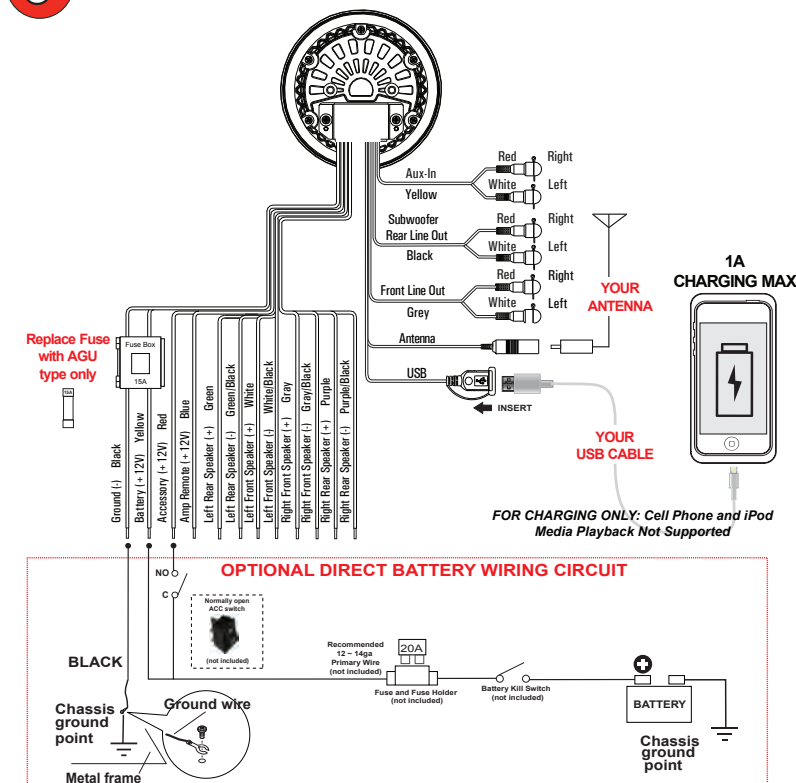 Aux-In
Yellow
Red
Right
White
Left
Subwoofer
Rear Line Out
Black
Red
Right
White
Left
Front Line Out
Grey
Red
Right
White
Left
YOUR
ANTENNA
Antenna
USB
INSERT
1A
CHARGING MAX
YOUR
USB CABLE
FOR CHARGING ONLY: Cell Phone and iPod
Media Playback Not Supported
Replace Fuse
with AGU
type only
15A
Fuse Box
15A
Ground (-) Black
Battery (+ 12V) Yellow
Accessory (+ 12V) Red
Amp Remote (+ 12V) Blue
Left Rear Speaker (+) Green
Left Rear Speaker (-) Green/Black
Left Front Speaker (+) White
Left Front Speaker (-) White/Black
Right Front Speaker (+) Gray
Right Front Speaker (-) Gray/Black
Right Rear Speaker (+) Purple
Right Rear Speaker (-) Purple/Black
OPTIONAL DIRECT BATTERY WIRING CIRCUIT
NO
C
Normally open
ACC switch
(not included)
BLACK
Chassis
ground
point
Ground wire
Metal frame
Recommended
12 ~ 14ga
Primary Wire
(not included)
20A
Fuse and Fuse Holder
(not included)
Battery Kill Switch
(not included)
BATTERY
Chassis
ground
point